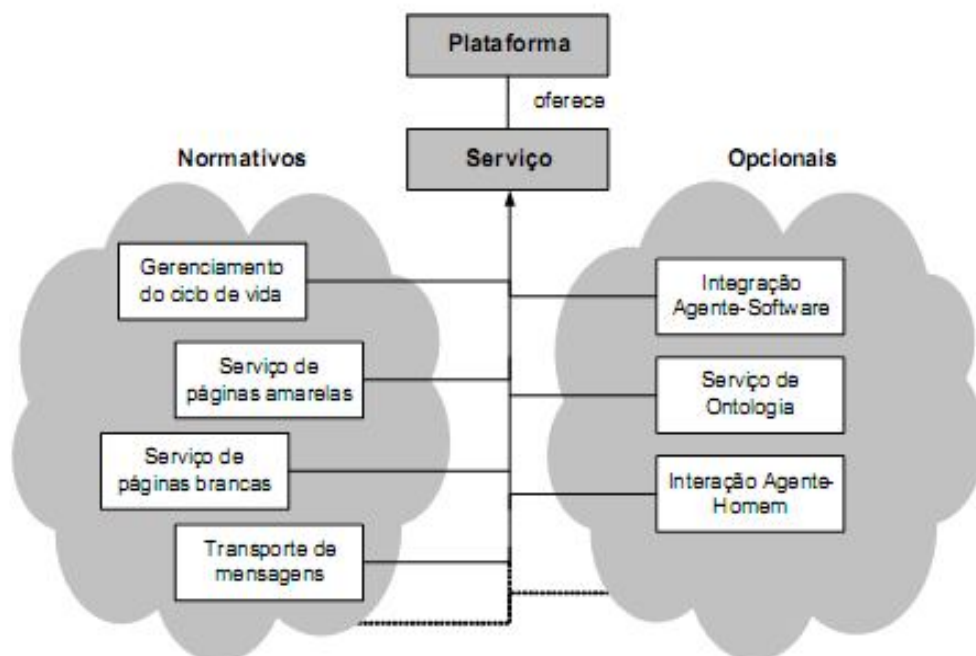 Plataforma
oferece
Serviço
Normativos
Opcionais
Gerenciamento
do ciclo de vida
Serviço de
páginas amarelas
Serviço de
páginas brancas
Transporte de
mensagens
Integração
Agente-Software
Serviço de
Ontologia
Interação Agente-
Homem